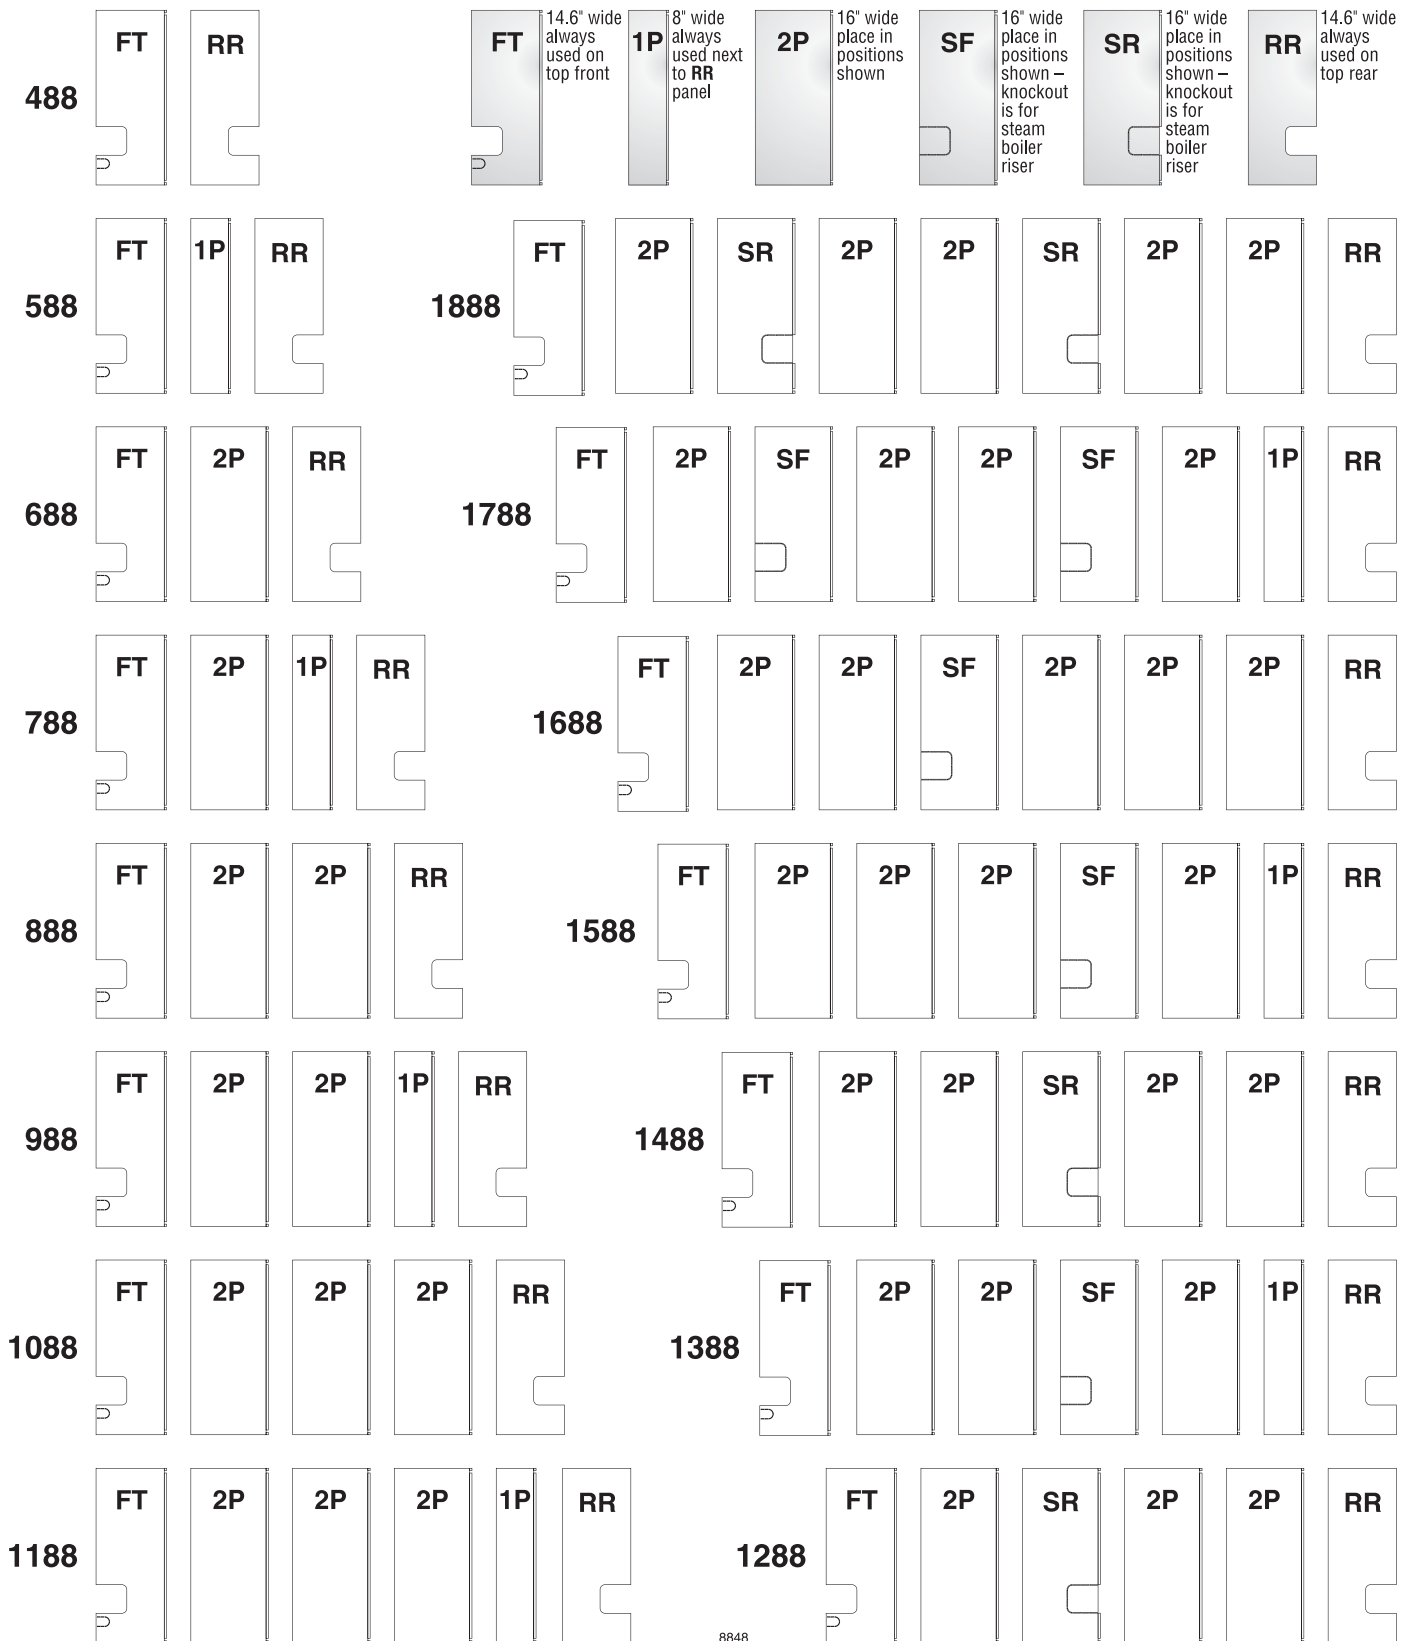 488 FT RR
FT 14.6" wide
always
used on
top front
1P 8" wide
always
used next
to RR
panel
2P 16" wide
place in
positions
shown
SF 16" wide
place in
positions
shown –
knockout
is for
steam
boiler
riser
SR 16" wide
place in
positions
shown –
knockout
is for
steam
boiler
riser
RR 14.6" wide
always
used on
top rear
588 FT 1P RR
1888 FT 2P SR 2P 2P SR 2P 2P RR
688 FT 2P RR
1788 FT 2P SF 2P 2P SF 2P 1P RR
788 FT 2P 1P RR
1688 FT 2P 2P SF 2P 2P 2P RR
888 FT 2P 2P RR
1588 FT 2P 2P 2P SF 2P 1P RR
988 FT 2P 2P 1P RR
1488 FT 2P 2P SR 2P 2P RR
1088 FT 2P 2P 2P RR
1388 FT 2P 2P SF 2P 1P RR
1188 FT 2P 2P 2P 1P RR
1288 FT 2P SR 2P 2P RR
8848